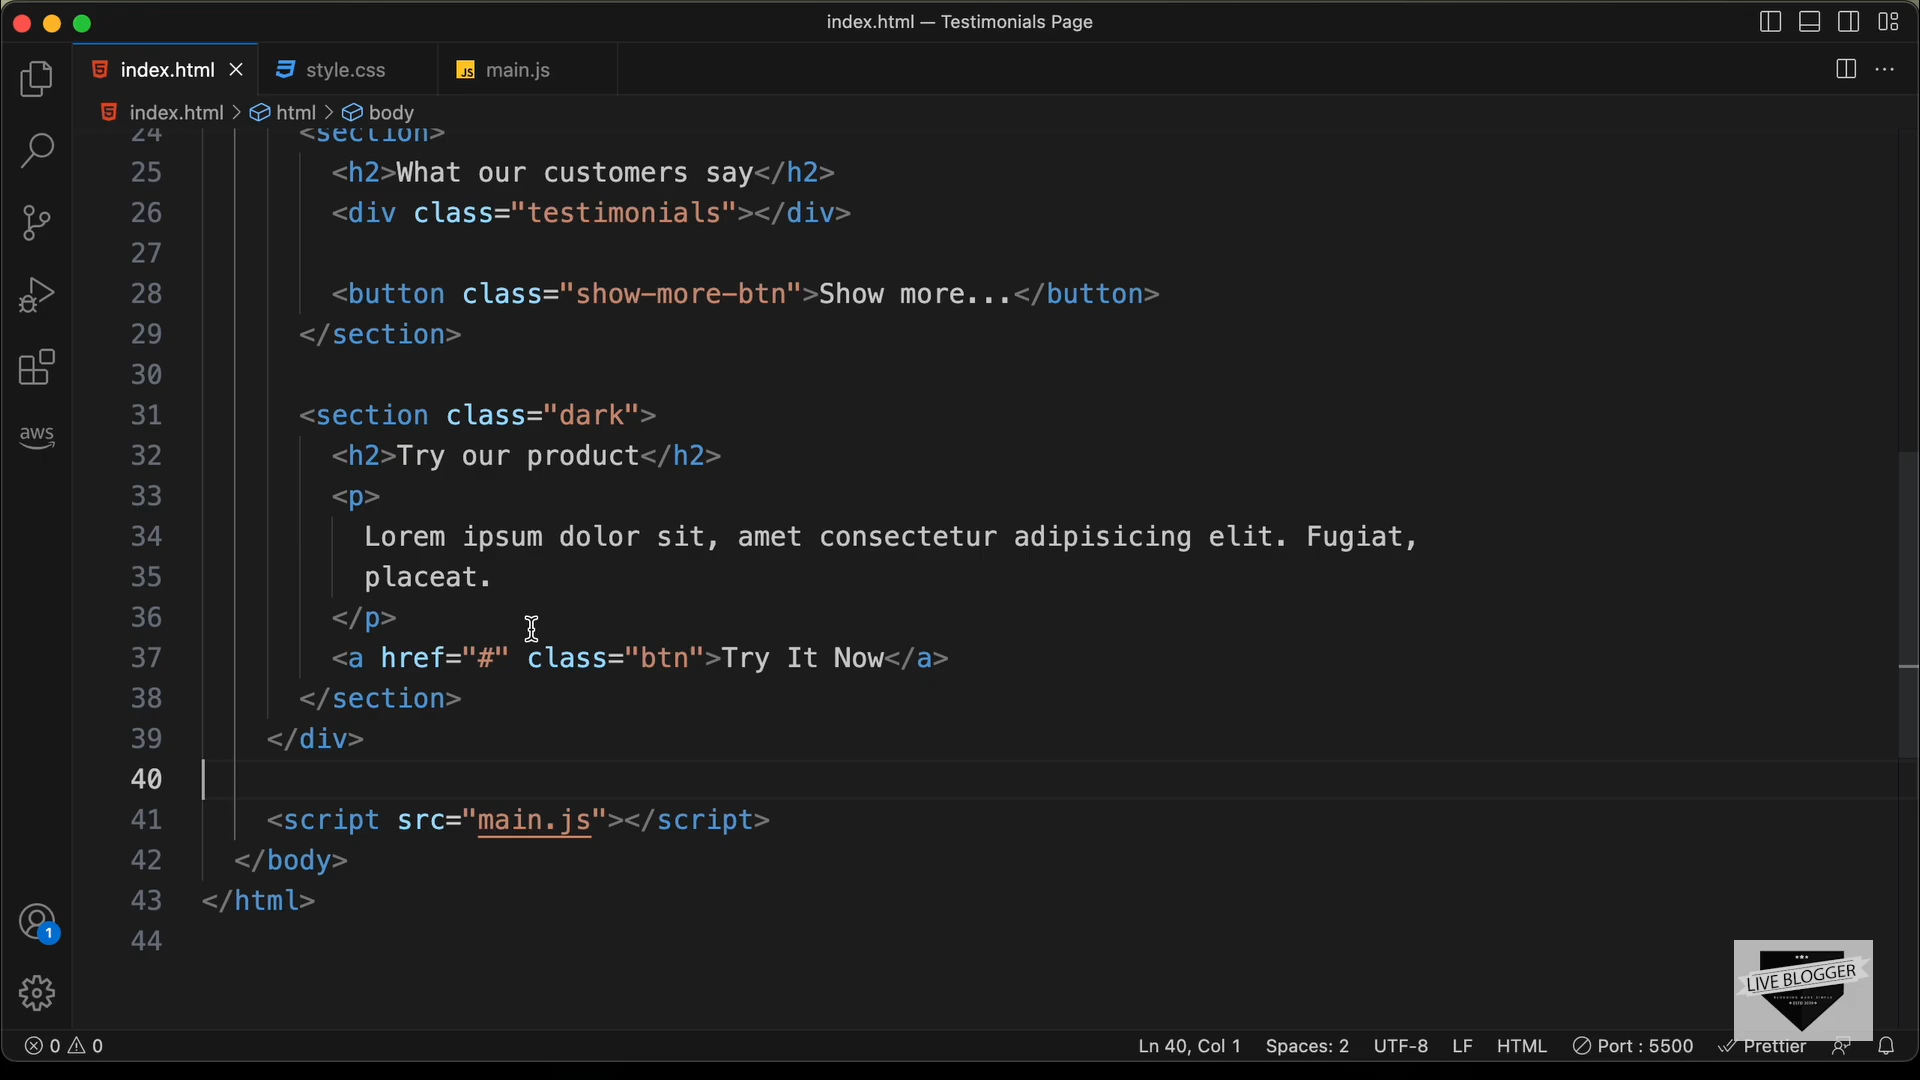 index.html — Testimonials Page
index.html
style.css
JS main.js
index.html > html > body
24 <section>
25 <h2>What our customers say</h2>
26 <div class="testimonials"></div>
27
28 <button class="show-more-btn">Show more...</button>
29 </section>
30
31 <section class="dark">
32 <h2>Try our product</h2>
33 <p>
34 Lorem ipsum dolor sit, amet consectetur adipisicing elit. Fugiat,
35 placeat.
36 </p>
37 <a href="#" class="btn">Try It Now</a>
38 </section>
39 </div>
40
41 <script src="main.js"></script>
42 </body>
43 </html>
44
aws
1
LIVE BLOGGER
0 0 Ln 40, Col 1 Spaces: 2 UTF-8 LF HTML Port : 5500 Prettier